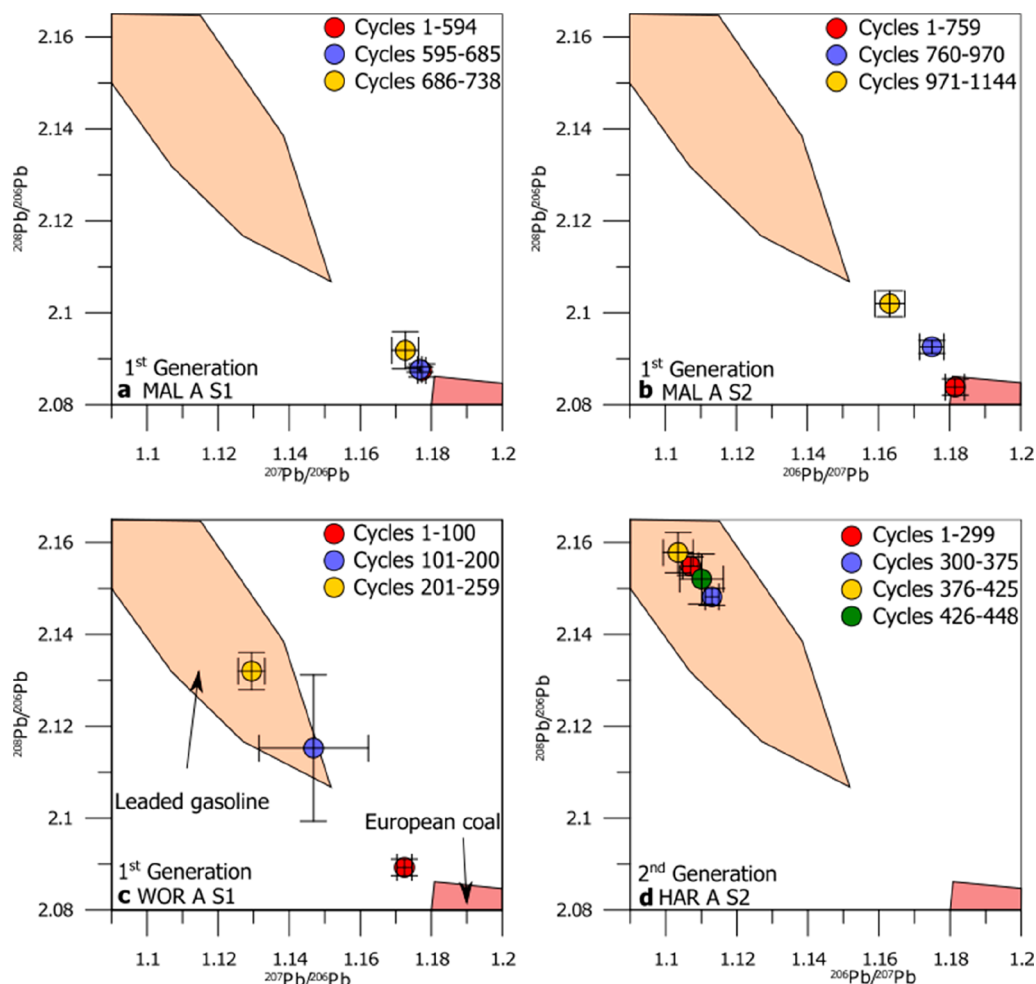 Cycles 1-594
Cycles 595-685
Cycles 686-738
2.16
2.14
2.12
2.1
2.08
²⁰⁸Pb/²⁰⁶Pb
1st Generation
a MAL A S1
1.1 1.12 1.14 1.16 1.18 1.2
²⁰⁷Pb/²⁰⁶Pb
Cycles 1-759
Cycles 760-970
Cycles 971-1144
2.16
2.14
2.12
2.1
2.08
²⁰⁸Pb/²⁰⁶Pb
1st Generation
b MAL A S2
1.1 1.12 1.14 1.16 1.18 1.2
²⁰⁶Pb/²⁰⁷Pb
Cycles 1-100
Cycles 101-200
Cycles 201-259
2.16
2.14
2.12
2.1
2.08
²⁰⁸Pb/²⁰⁶Pb
Leaded gasoline
European coal
1st Generation
c WOR A S1
1.1 1.12 1.14 1.16 1.18 1.2
²⁰⁷Pb/²⁰⁶Pb
Cycles 1-299
Cycles 300-375
Cycles 376-425
Cycles 426-448
2.16
2.14
2.12
2.1
2.08
²⁰⁸Pb/²⁰⁶Pb
2nd Generation
d HAR A S2
1.1 1.12 1.14 1.16 1.18 1.2
²⁰⁶Pb/²⁰⁷Pb